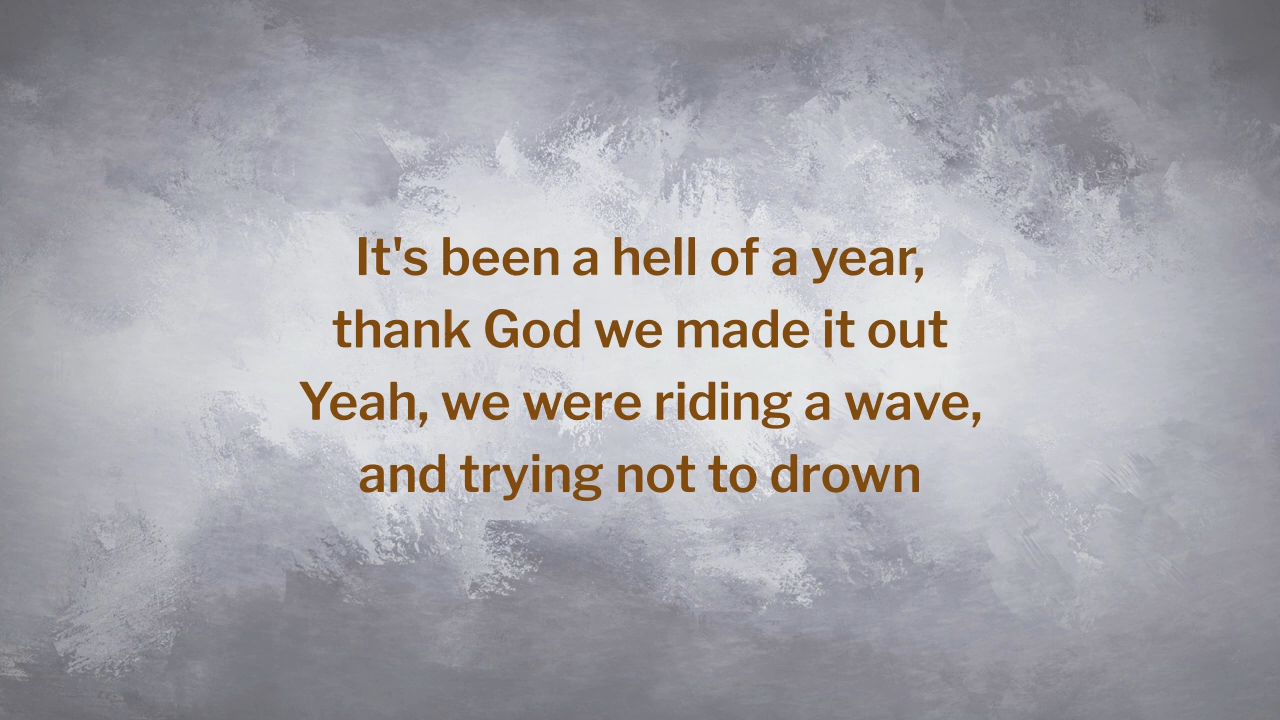 It's been a hell of a year,
thank God we made it out
Yeah, we were riding a wave,
and trying not to drown